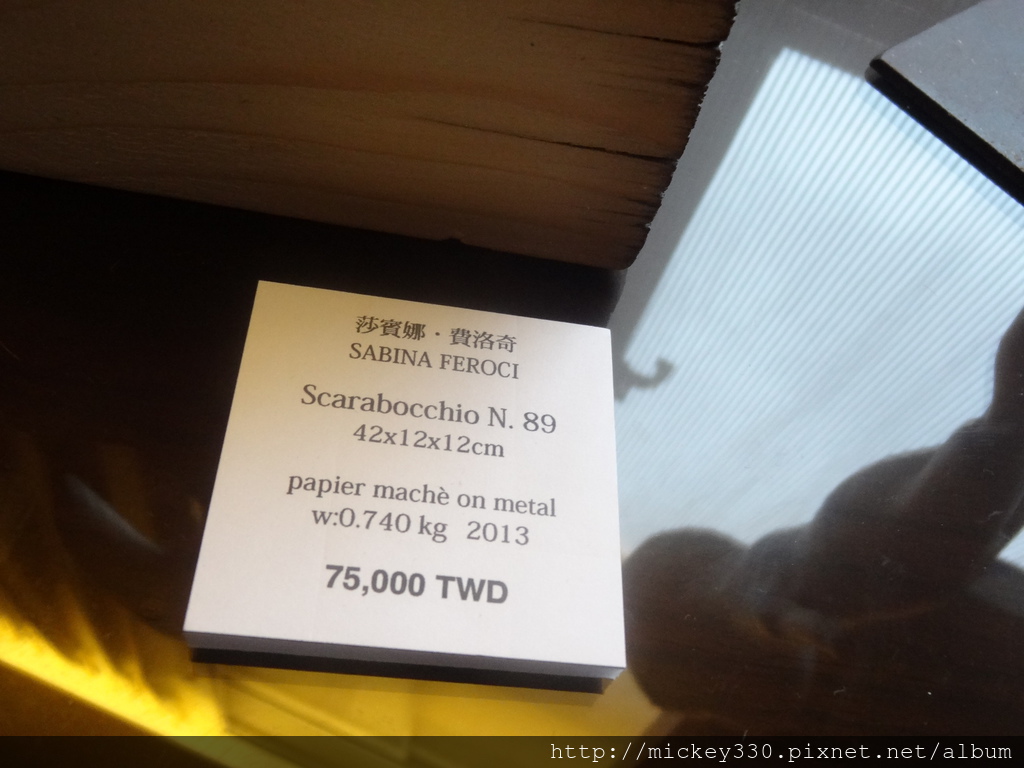 莎賓娜・費洛奇
SABINA FEROCI
Scarabocchio N. 89
42x12x12cm
papier machè on metal
w:0.740 kg 2013
75,000 TWD
http://mickey330.pixnet.net/album